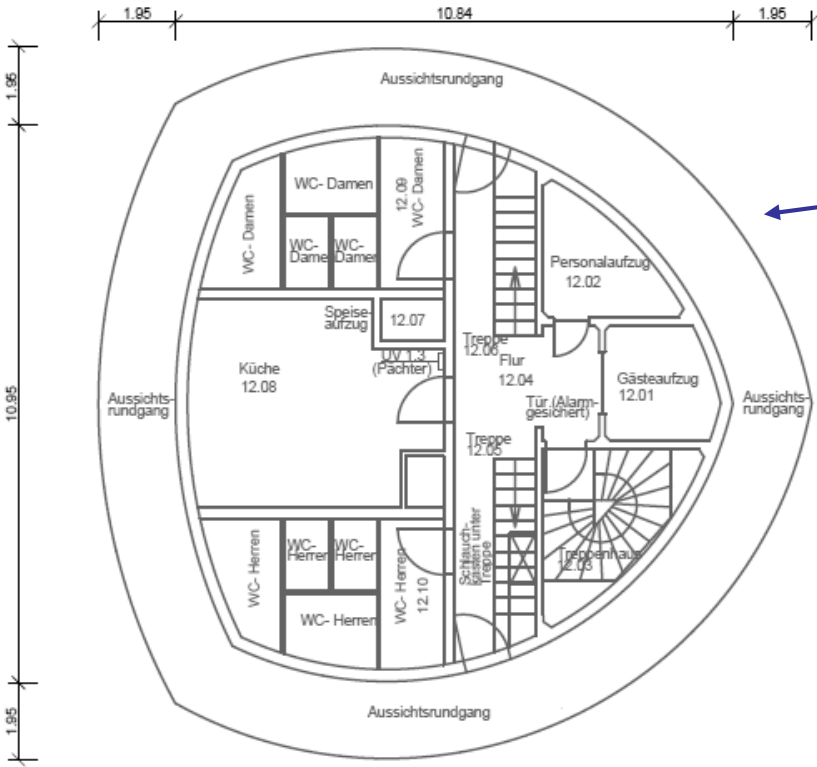 1.95
10.84
1.95
1.95
10.95
1.95
Aussichtsrundgang
WC- Damen
WC- Damen
WC-
Damen
WC-
Damen
12.09
WC- Damen
Personalaufzug
12.02
Speise-
aufzug
12.07
UV 1.3
(Pächter)
Treppe
12.06
Flur
12.04
Küche
12.08
Gästeaufzug
12.01
Tür (Alarm-
gesichert)
Aussichts-
rundgang
Aussichts-
rundgang
Treppe
12.05
WC- Herren
WC-
Herren
WC-
Herren
WC- Herren
WC- Herren
12.10
Schlauch-
kasten unter
Treppe
Treppenhaus
12.03
Aussichtsrundgang